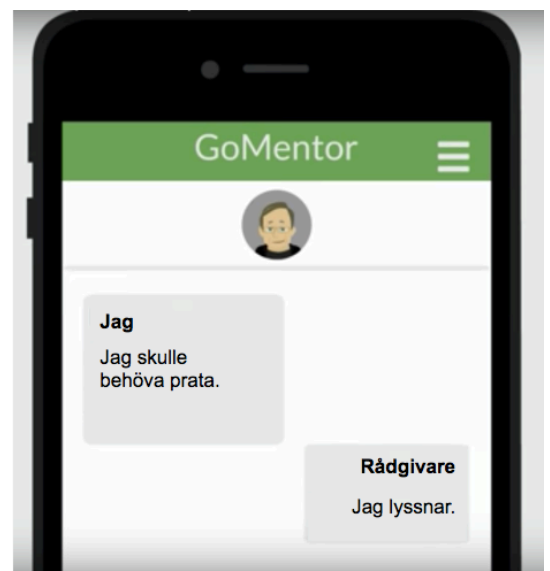 GoMentor
Jag
Jag skulle
behöva prata.
Rådgivare
Jag lyssnar.